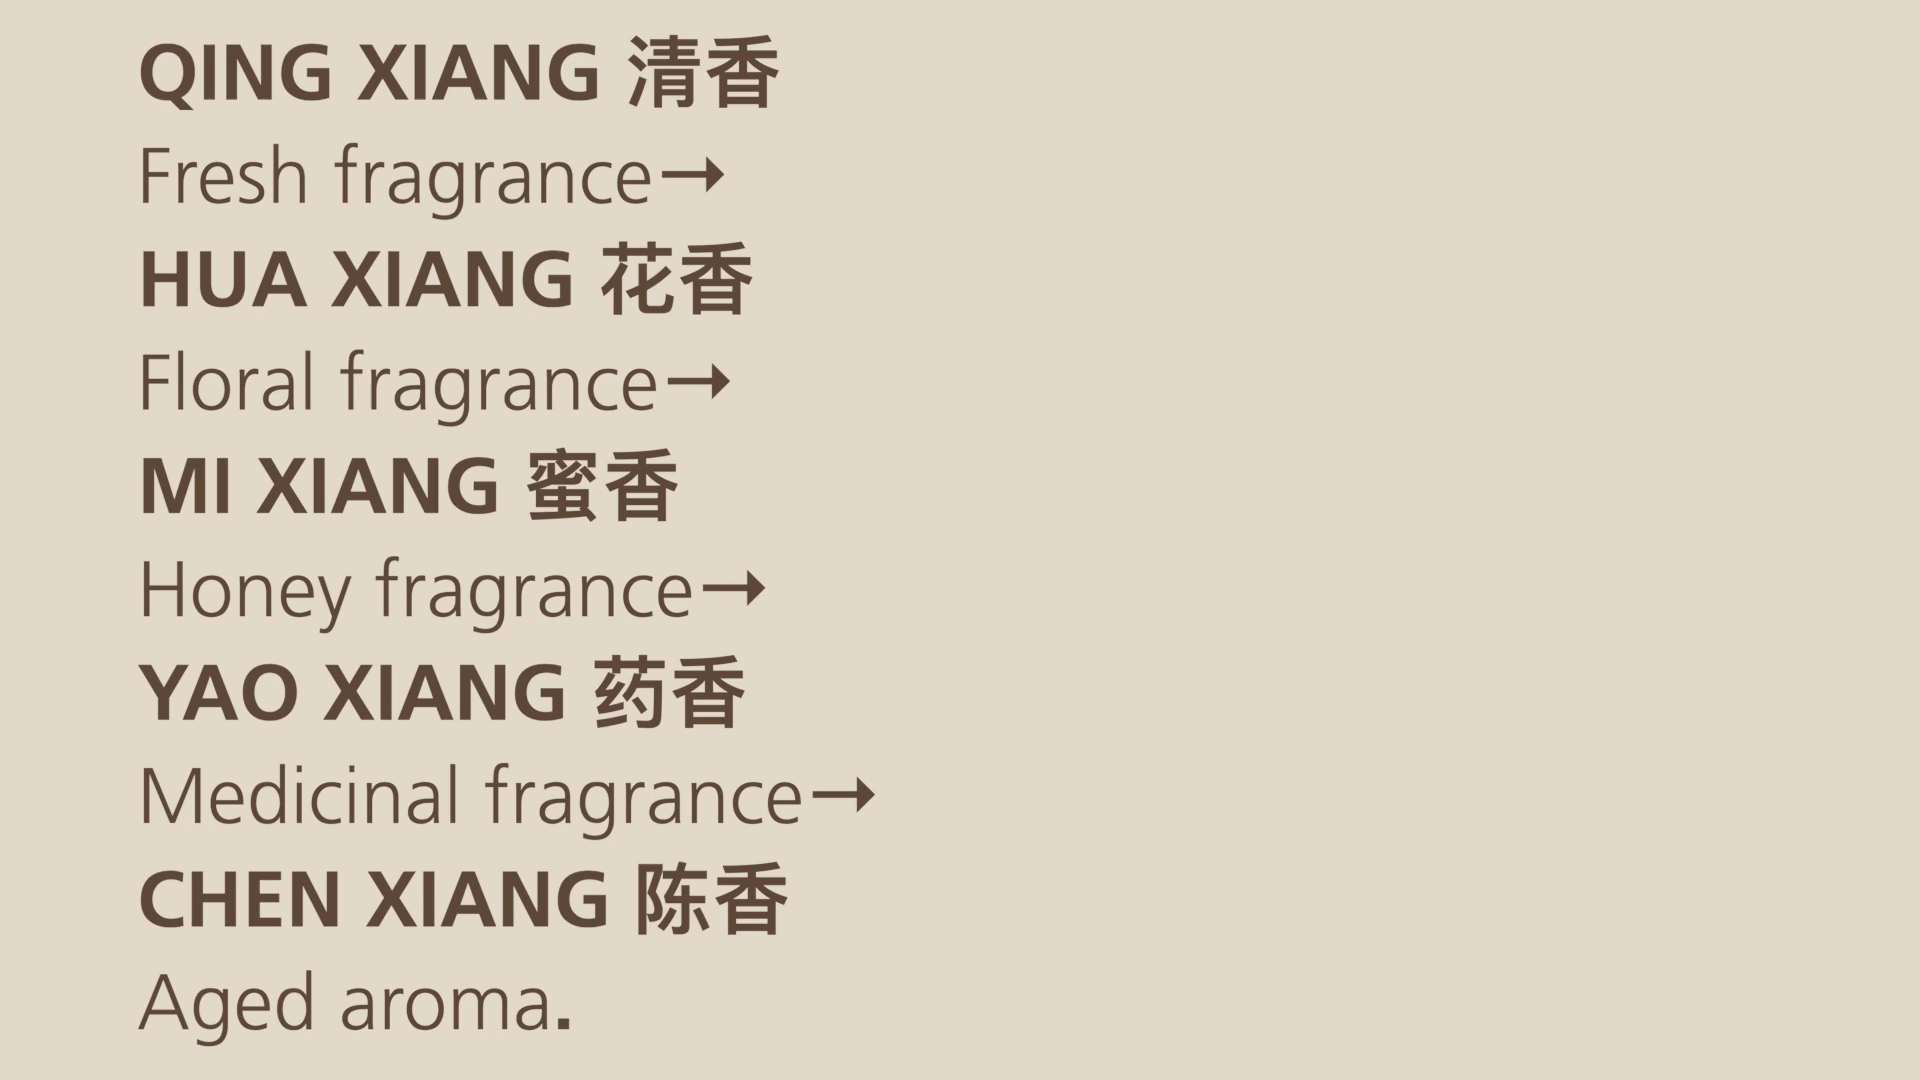 QING XIANG 清香
Fresh fragrance→
HUA XIANG 花香
Floral fragrance→
MI XIANG 蜜香
Honey fragrance→
YAO XIANG 药香
Medicinal fragrance→
CHEN XIANG 陈香
Aged aroma.